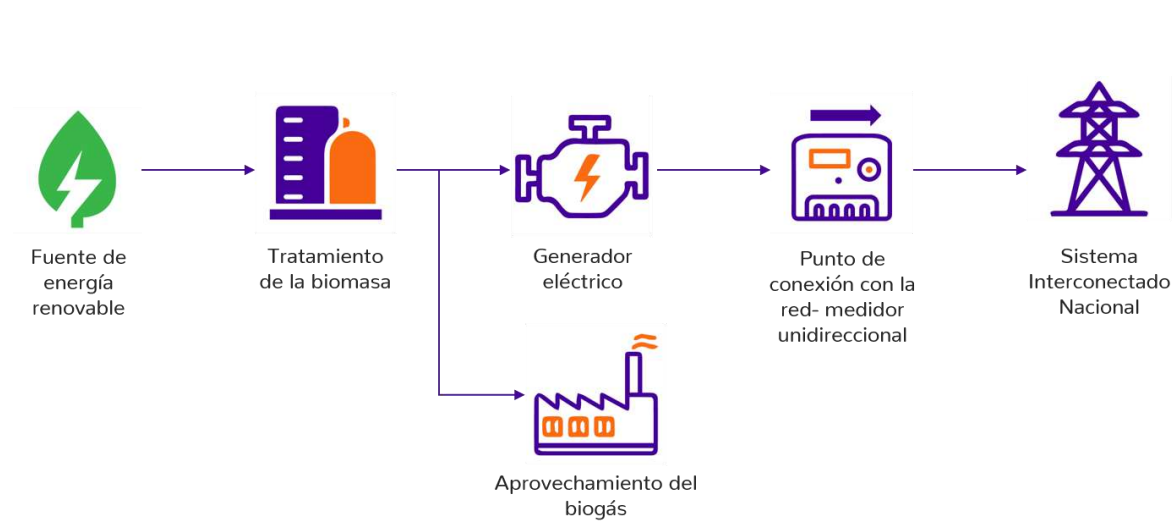 Fuente de
energía
renovable
Tratamiento
de la biomasa
Generador
eléctrico
Punto de
conexión con la
red- medidor
unidireccional
Sistema
Interconectado
Nacional
Aprovechamiento del
biogás